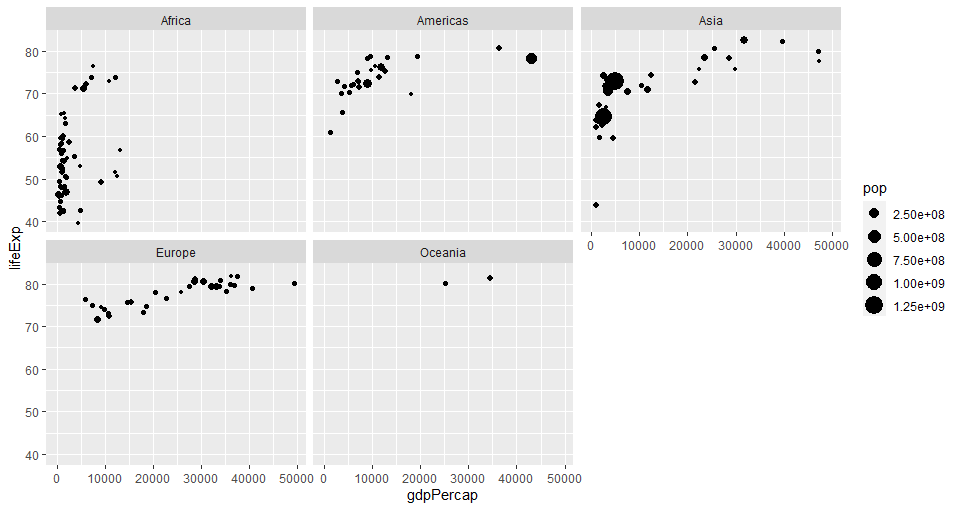 Africa Americas Asia
80
70
60
50
40
0 10000 20000 30000 40000 50000
lifeExp
Europe Oceania
80
70
60
50
40
0 10000 20000 30000 40000 50000 0 10000 20000 30000 40000 50000
gdpPercap
pop
2.50e+08
5.00e+08
7.50e+08
1.00e+09
1.25e+09